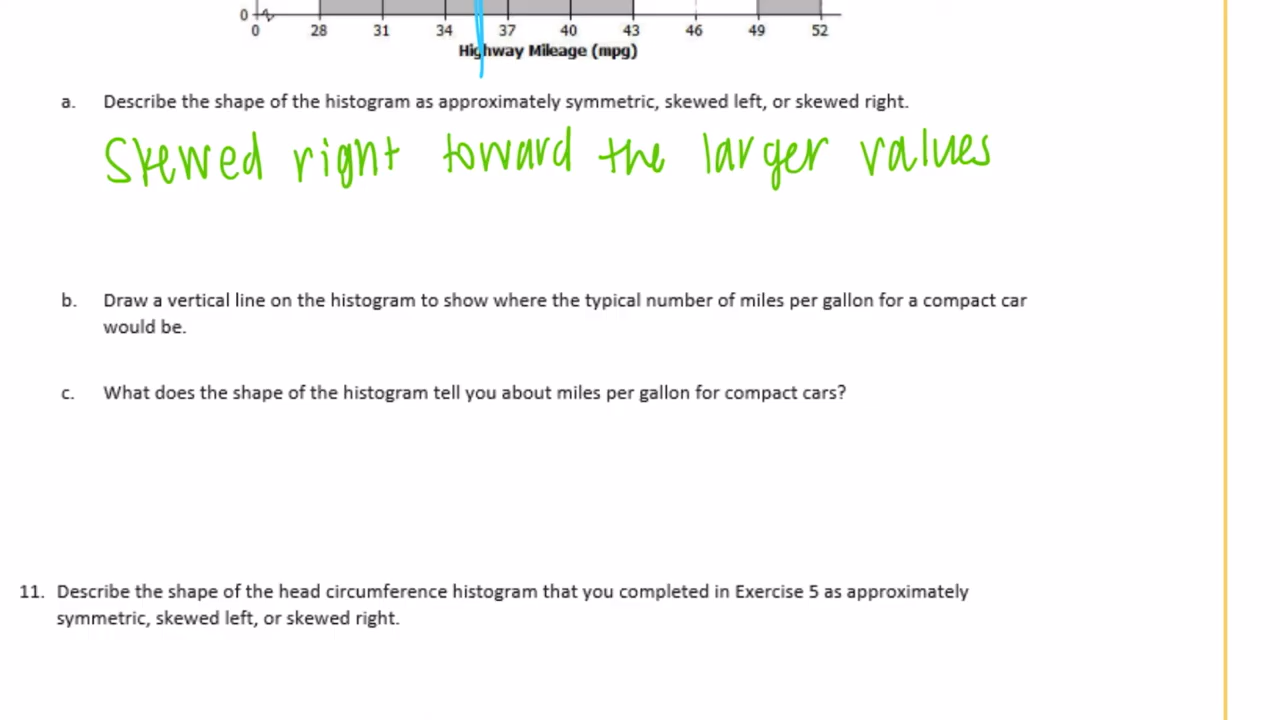 0
0 28 31 34 37 40 43 46 49 52
Highway Mileage (mpg)
a. Describe the shape of the histogram as approximately symmetric, skewed left, or skewed right.
Skewed right toward the larger values
b. Draw a vertical line on the histogram to show where the typical number of miles per gallon for a compact car
would be.
c. What does the shape of the histogram tell you about miles per gallon for compact cars?
11. Describe the shape of the head circumference histogram that you completed in Exercise 5 as approximately
symmetric, skewed left, or skewed right.